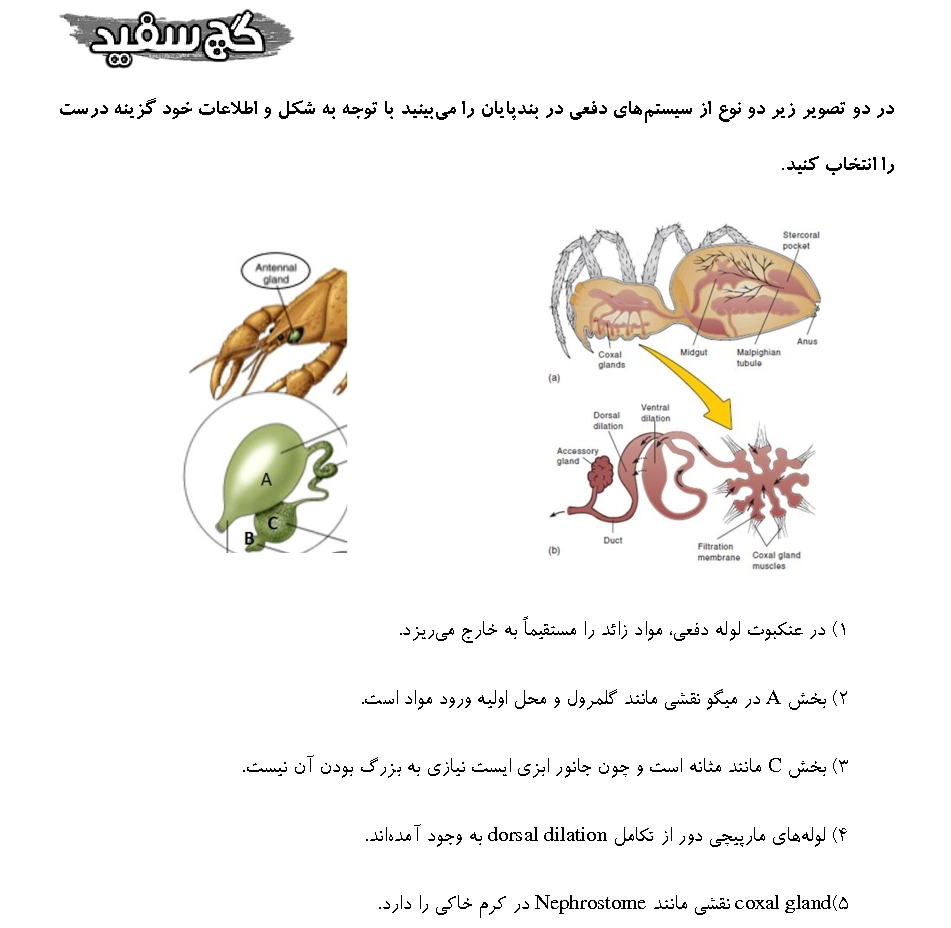 گچ سفید
در دو تصویر زیر دو نوع از سیستم‌های دفعی در بندپایان را می‌بینید با توجه به شکل و اطلاعات خود گزینه درست
را انتخاب کنید.
Antennal
gland
A
C
B
Stercoral
pocket
Anus
Coxal
glands
Midgut
Malpighian
tubule
(a)
Ventral
dilation
Dorsal
dilation
Accessory
gland
Duct
Filtration
membrane
Coxal gland
muscles
(b)
۱) در عنکبوت لوله دفعی، مواد زائد را مستقیماً به خارج می‌ریزد.
۲) بخش A در میگو نقشی مانند گلمرول و محل اولیه ورود مواد است.
۳) بخش C مانند مثانه است و چون جانور ابزی ایست نیازی به بزرگ بودن آن نیست.
۴) لوله‌های مارپیچی دور از تکامل dorsal dilation به وجود آمده‌اند.
۵)coxal gland نقشی مانند Nephrostome در کرم خاکی را دارد.